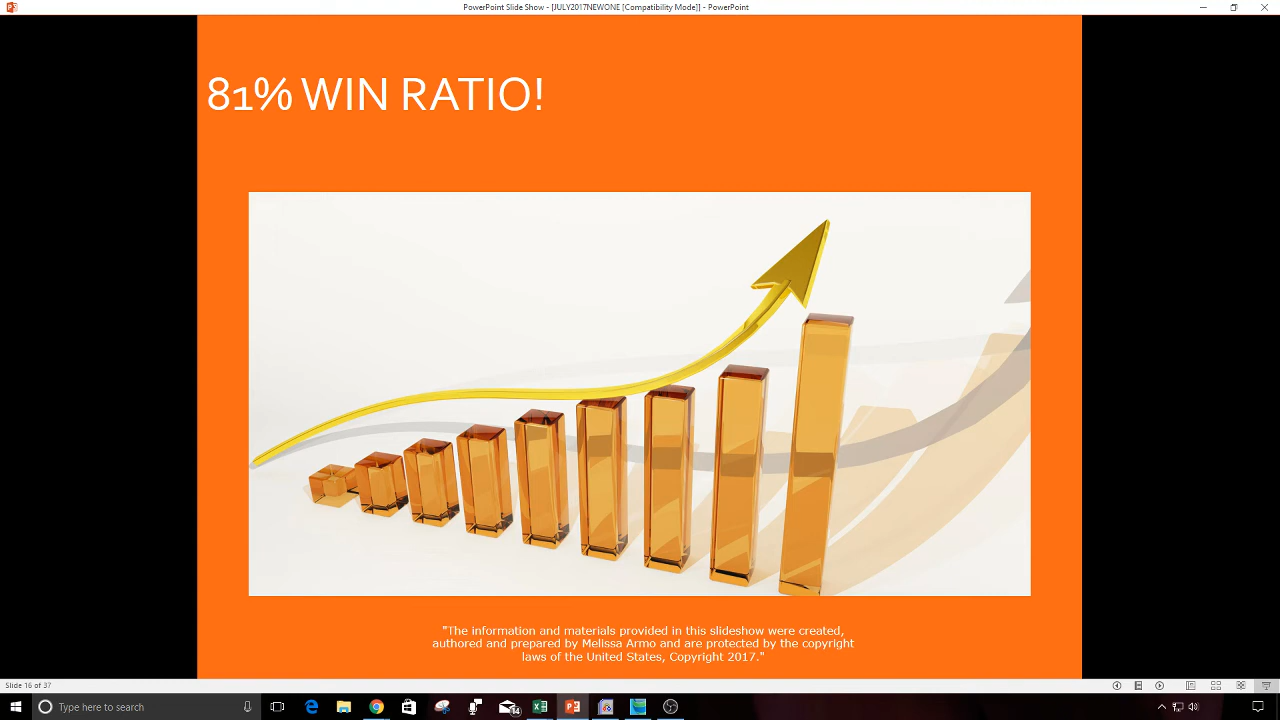 PowerPoint Slide Show - [JULY2017NEWONE [Compatibility Mode]] - PowerPoint
81% WIN RATIO!
"The information and materials provided in this slideshow were created,
authored and prepared by Melissa Armo and are protected by the copyright
laws of the United States, Copyright 2017."
Slide 16 of 37
Type here to search
14